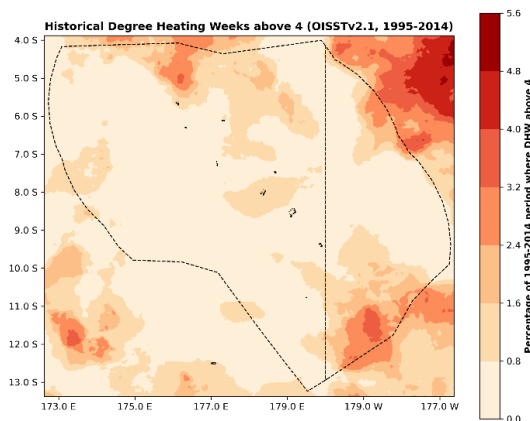 Historical Degree Heating Weeks above 4 (OISSTv2.1, 1995-2014)
4.0 S
5.0 S
6.0 S
7.0 S
8.0 S
9.0 S
10.0 S
11.0 S
12.0 S
13.0 S
173.0 E
175.0 E
177.0 E
179.0 E
179.0 W
177.0 W
5.6
4.8
4.0
3.2
2.4
1.6
0.8
0.0
Percentage of 1995-2014 period where DHW above 4